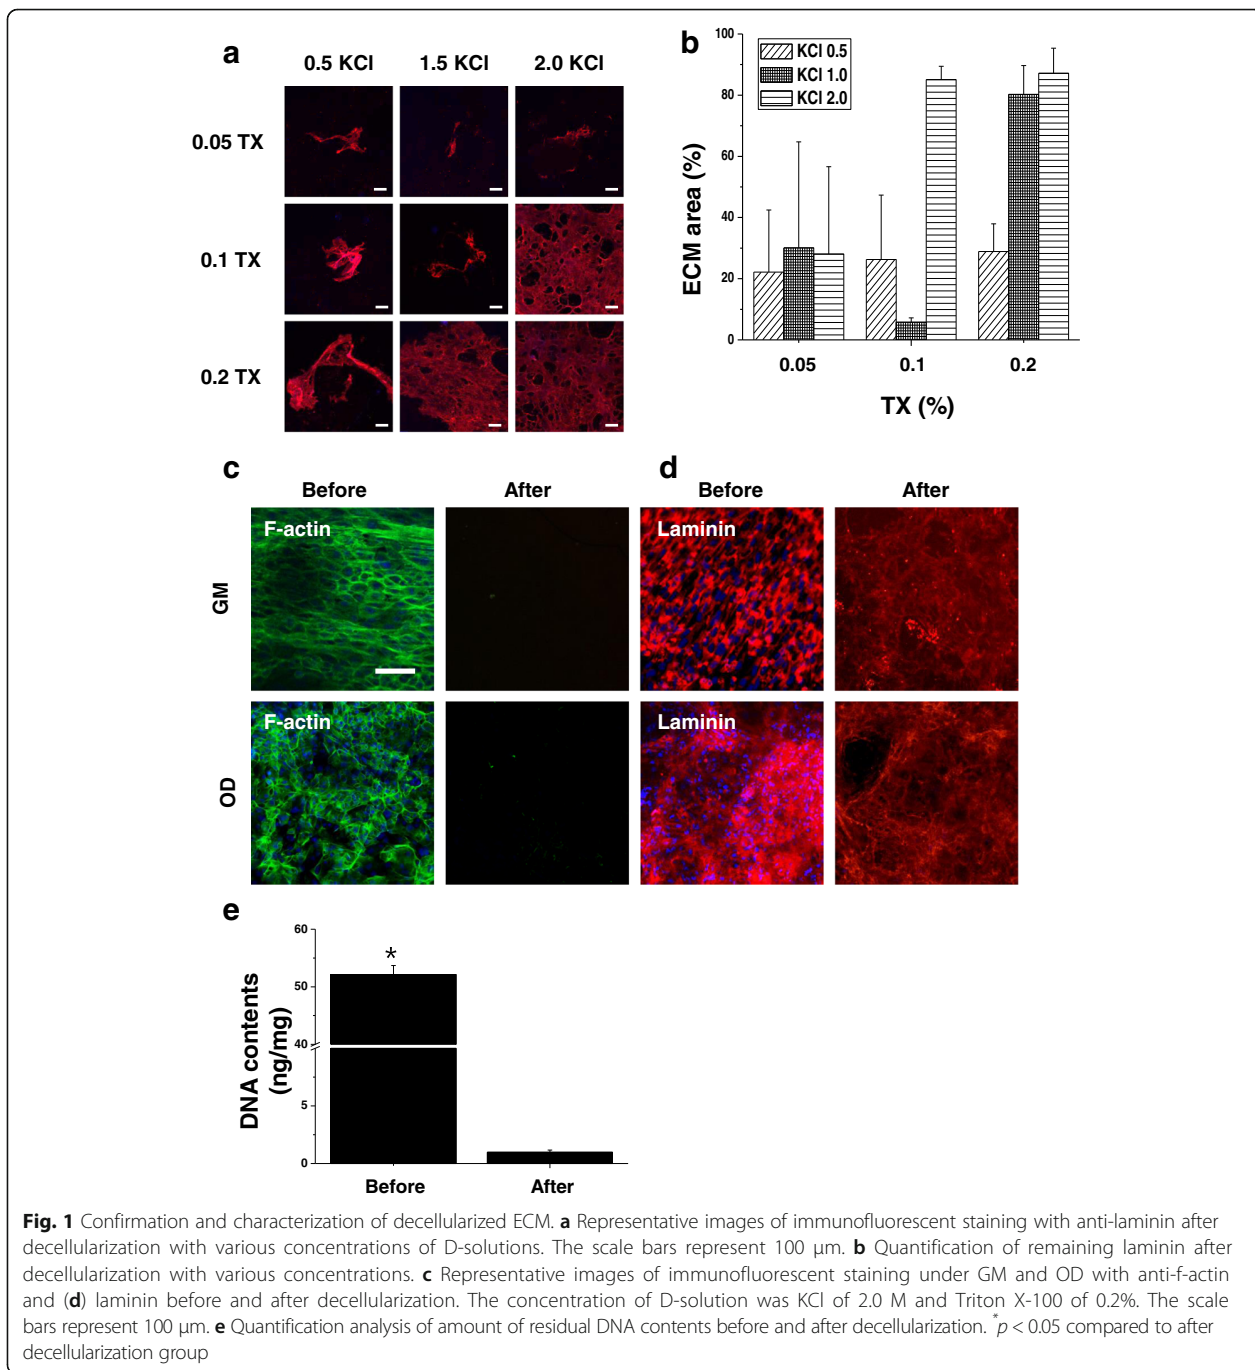 a
0.5 KCl 1.5 KCl 2.0 KCl
0.05 TX
0.1 TX
0.2 TX
b
100
80
60
40
20
0
ECM area (%)
KCl 0.5
KCl 1.0
KCl 2.0
0.05 0.1 0.2
TX (%)
c
Before After
d
Before After
GM
F-actin
Laminin
OD
F-actin
Laminin
e
60
50
40
5
0
DNA contents
(ng/mg)
*
Before After
Fig. 1 Confirmation and characterization of decellularized ECM. a Representative images of immunofluorescent staining with anti-laminin after
decellularization with various concentrations of D-solutions. The scale bars represent 100 μm. b Quantification of remaining laminin after
decellularization with various concentrations. c Representative images of immunofluorescent staining under GM and OD with anti-f-actin
and (d) laminin before and after decellularization. The concentration of D-solution was KCl of 2.0 M and Triton X-100 of 0.2%. The scale
bars represent 100 μm. e Quantification analysis of amount of residual DNA contents before and after decellularization. *p < 0.05 compared to after
decellularization group